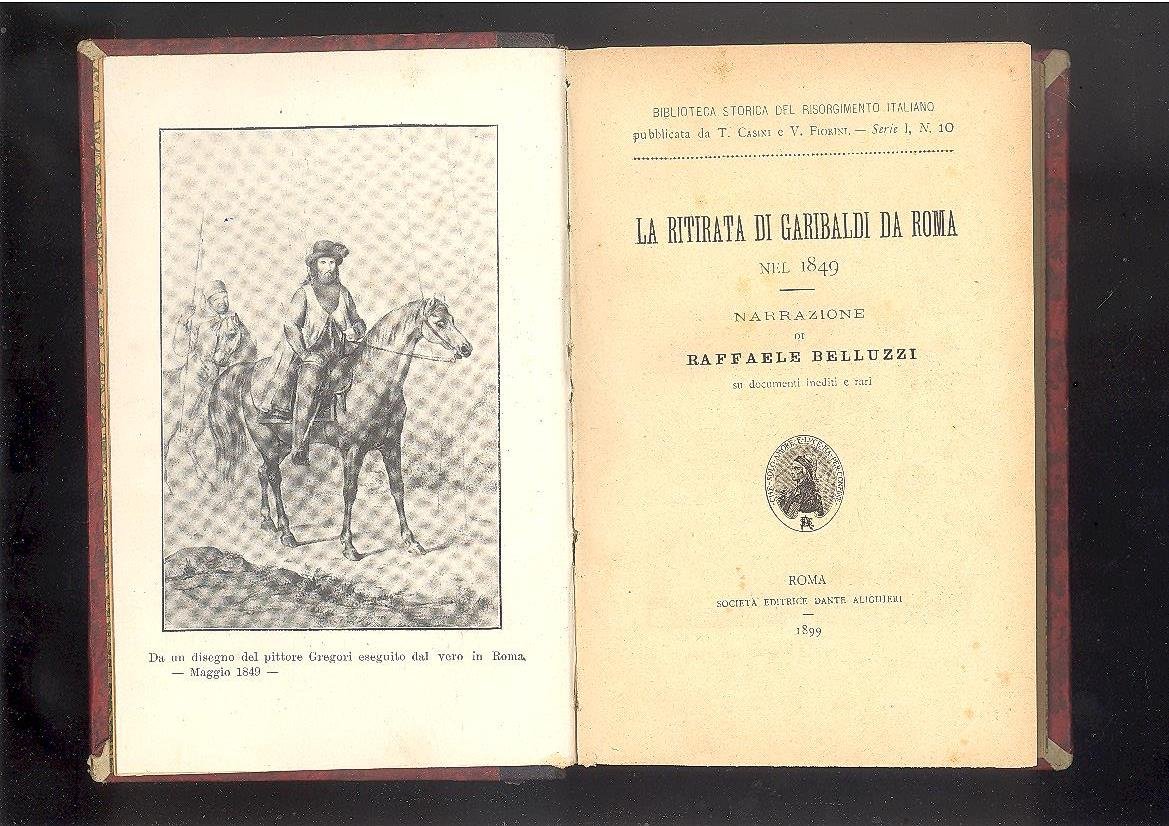 Da un disegno del pittore Gregori eseguito dal vero in Roma.
— Maggio 1849 —
BIBLIOTECA STORICA DEL RISORGIMENTO ITALIANO
pubblicata da T. CASINI e V. FIORINI. — Serie I, N. 10
LA RITIRATA DI GARIBALDI DA ROMA
NEL 1849
NARRAZIONE
DI
RAFFAELE BELLUZZI
su documenti inediti e rari
ROMA
SOCIETÀ EDITRICE DANTE ALIGHIERI
1899